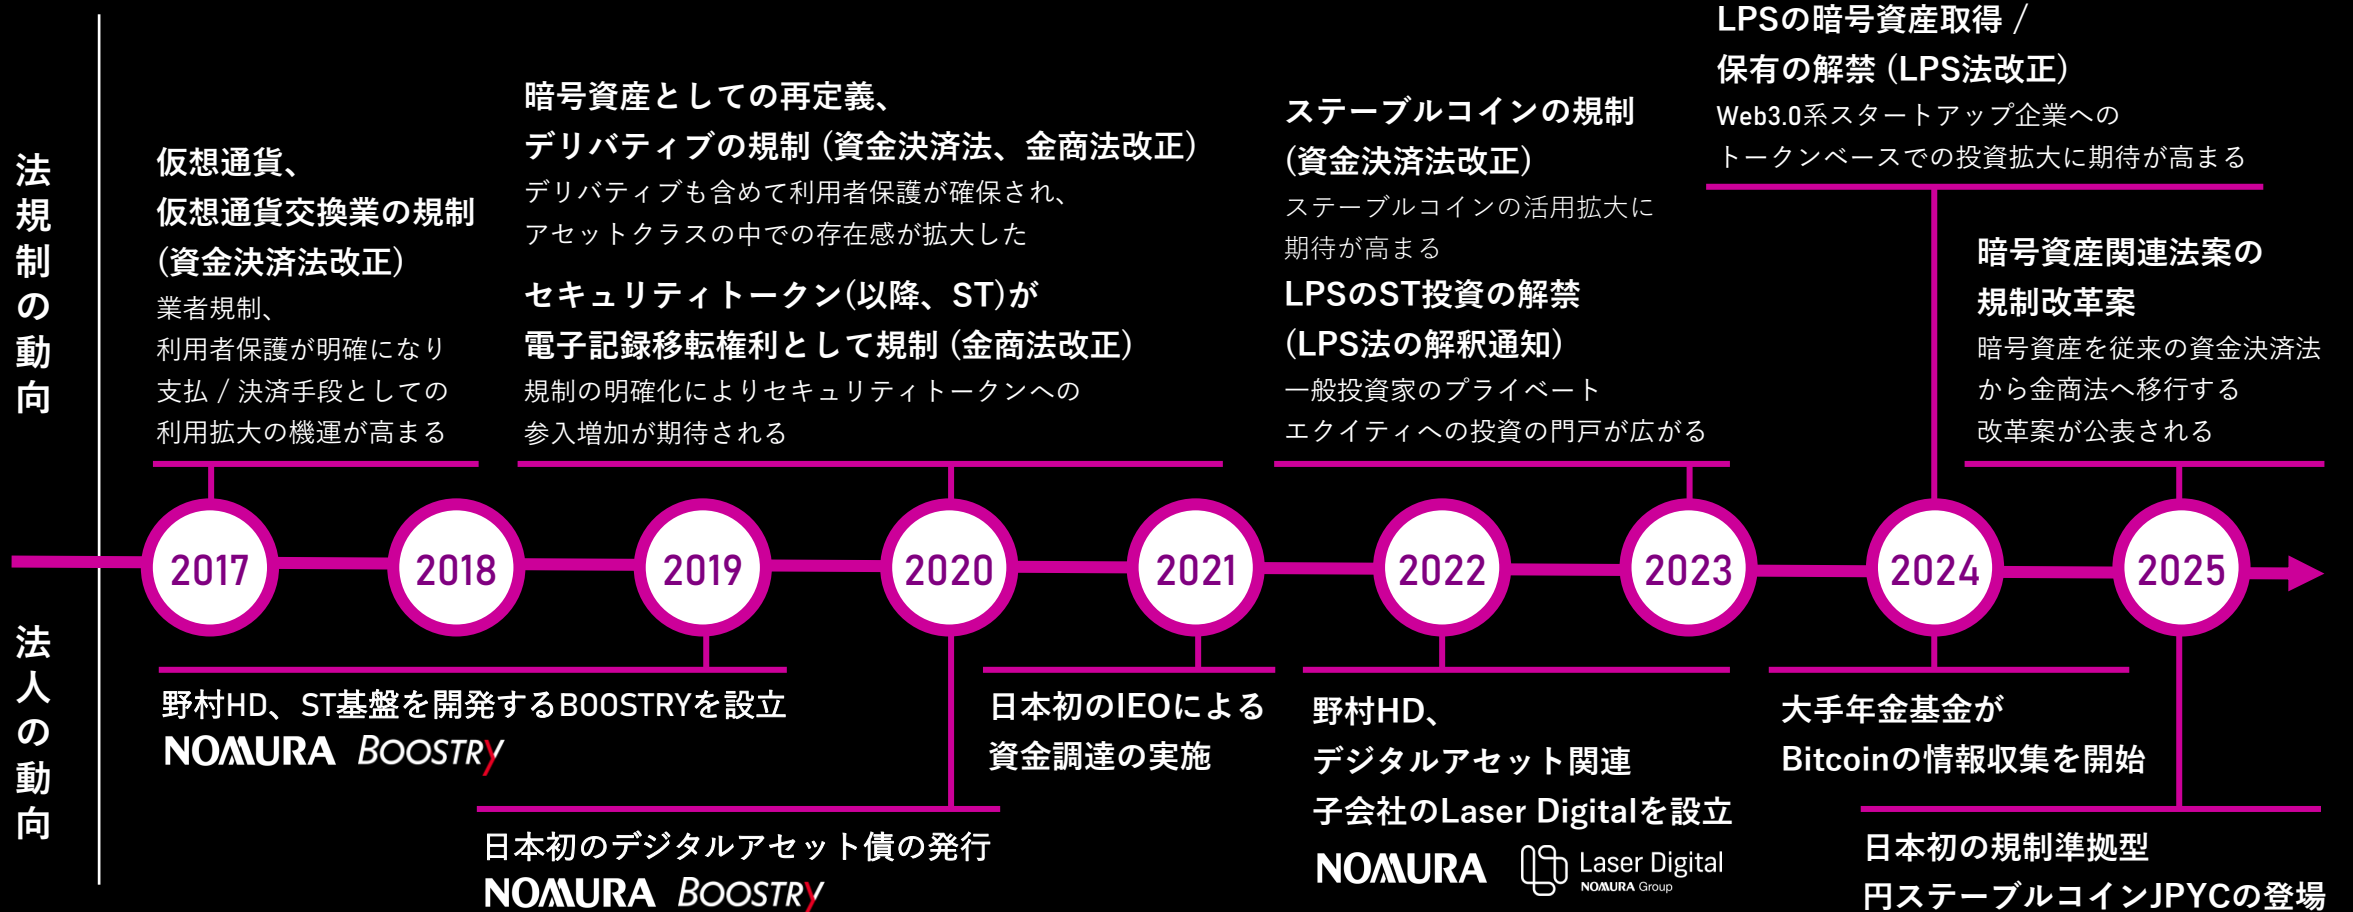 法規制の動向
仮想通貨、
仮想通貨交換業の規制
(資金決済法改正)
業者規制、
利用者保護が明確になり
支払 / 決済手段としての
利用拡大の機運が高まる
暗号資産としての再定義、
デリバティブの規制 (資金決済法、金商法改正)
デリバティブも含めて利用者保護が確保され、
アセットクラスの中での存在感が拡大した
セキュリティトークン(以降、ST)が
電子記録移転権利として規制 (金商法改正)
規制の明確化によりセキュリティトークンへの
参入増加が期待される
ステーブルコインの規制
(資金決済法改正)
ステーブルコインの活用拡大に
期待が高まる
LPSのST投資の解禁
(LPS法の解釈通知)
一般投資家のプライベート
エクイティへの投資の門戸が広がる
LPSの暗号資産取得 /
保有の解禁 (LPS法改正)
Web3.0系スタートアップ企業への
トークンベースでの投資拡大に期待が高まる
暗号資産関連法案の
規制改革案
暗号資産を従来の資金決済法
から金商法へ移行する
改革案が公表される
2017
2018
2019
2020
2021
2022
2023
2024
2025
法人の動向
野村HD、ST基盤を開発するBOOSTRYを設立
NOMURA BOOSTRY
日本初のデジタルアセット債の発行
NOMURA BOOSTRY
日本初のIEOによる
資金調達の実施
野村HD、
デジタルアセット関連
子会社のLaser Digitalを設立
NOMURA Laser Digital
NOMURA Group
大手年金基金が
Bitcoinの情報収集を開始
日本初の規制準拠型
円ステーブルコインJPYCの登場